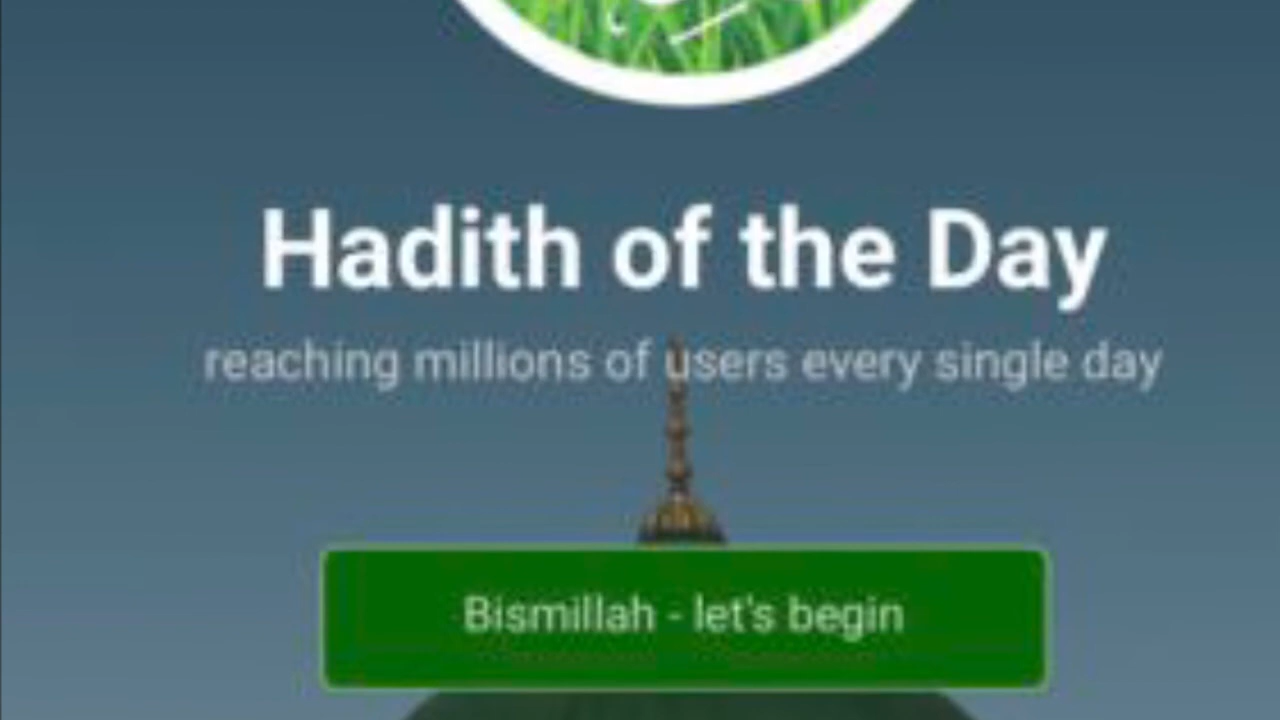 Hadith of the Day
reaching millions of users every single day
Bismillah - let's begin